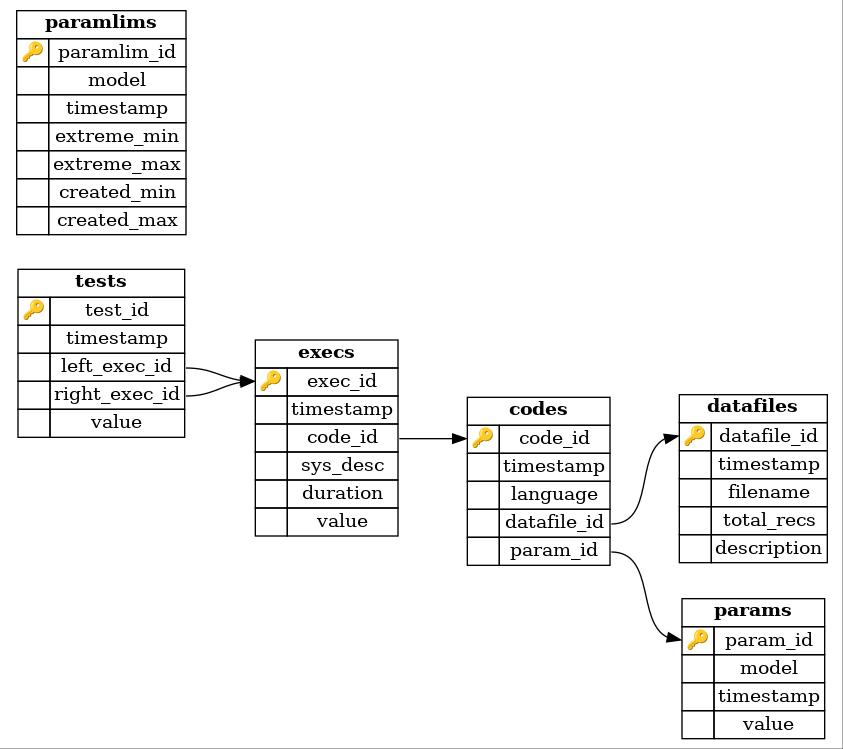 paramlims
paramlim_id
model
timestamp
extreme_min
extreme_max
created_min
created_max
tests
test_id
timestamp
left_exec_id
right_exec_id
value
execs
exec_id
timestamp
code_id
sys_desc
duration
value
codes
code_id
timestamp
language
datafile_id
param_id
datafiles
datafile_id
timestamp
filename
total_recs
description
params
param_id
model
timestamp
value